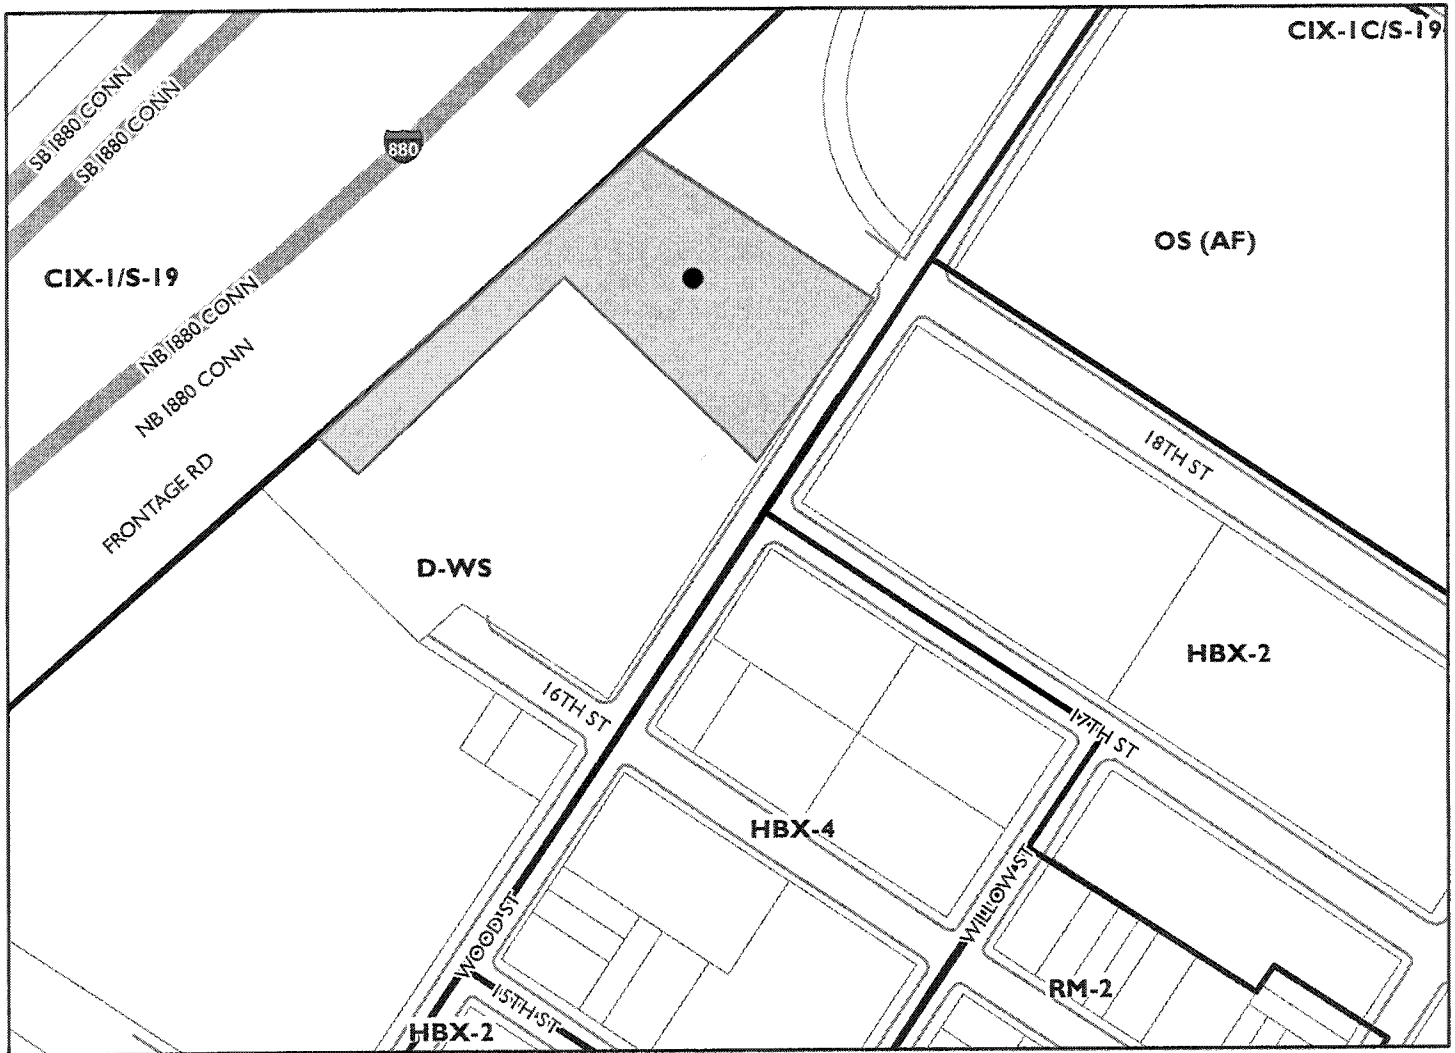 CIX-1C/S-19
SB I880 CONN
SB I880 CONN
880
OS (AF)
CIX-1/S-19
NB I880 CONN
NB I880 CONN
18TH ST
FRONTAGE RD
D-WS
HBX-2
16TH ST
17TH ST
HBX-4
WILLOW ST
WOOD ST
RM-2
15TH ST
HBX-2